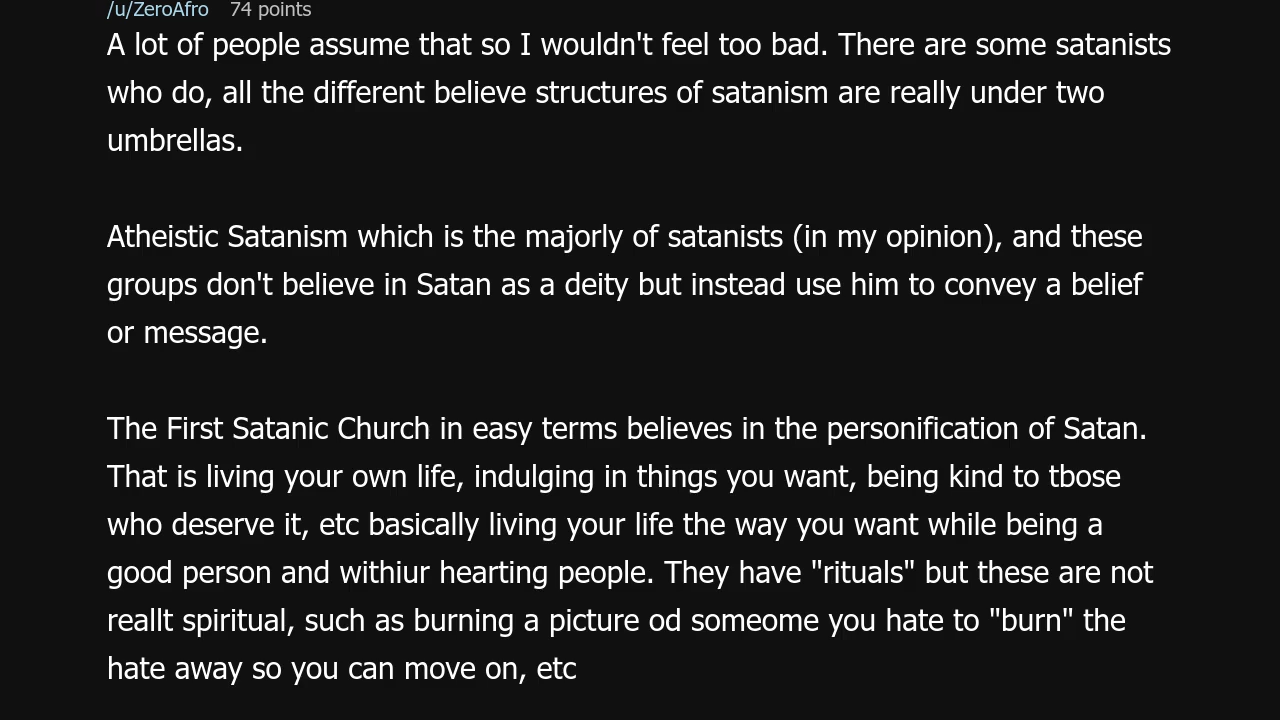 /u/ZeroAfro 74 points
A lot of people assume that so I wouldn't feel too bad. There are some satanists
who do, all the different believe structures of satanism are really under two
umbrellas.
Atheistic Satanism which is the majorly of satanists (in my opinion), and these
groups don't believe in Satan as a deity but instead use him to convey a belief
or message.
The First Satanic Church in easy terms believes in the personification of Satan.
That is living your own life, indulging in things you want, being kind to tbose
who deserve it, etc basically living your life the way you want while being a
good person and withiur hearting people. They have "rituals" but these are not
reallt spiritual, such as burning a picture od someome you hate to "burn" the
hate away so you can move on, etc